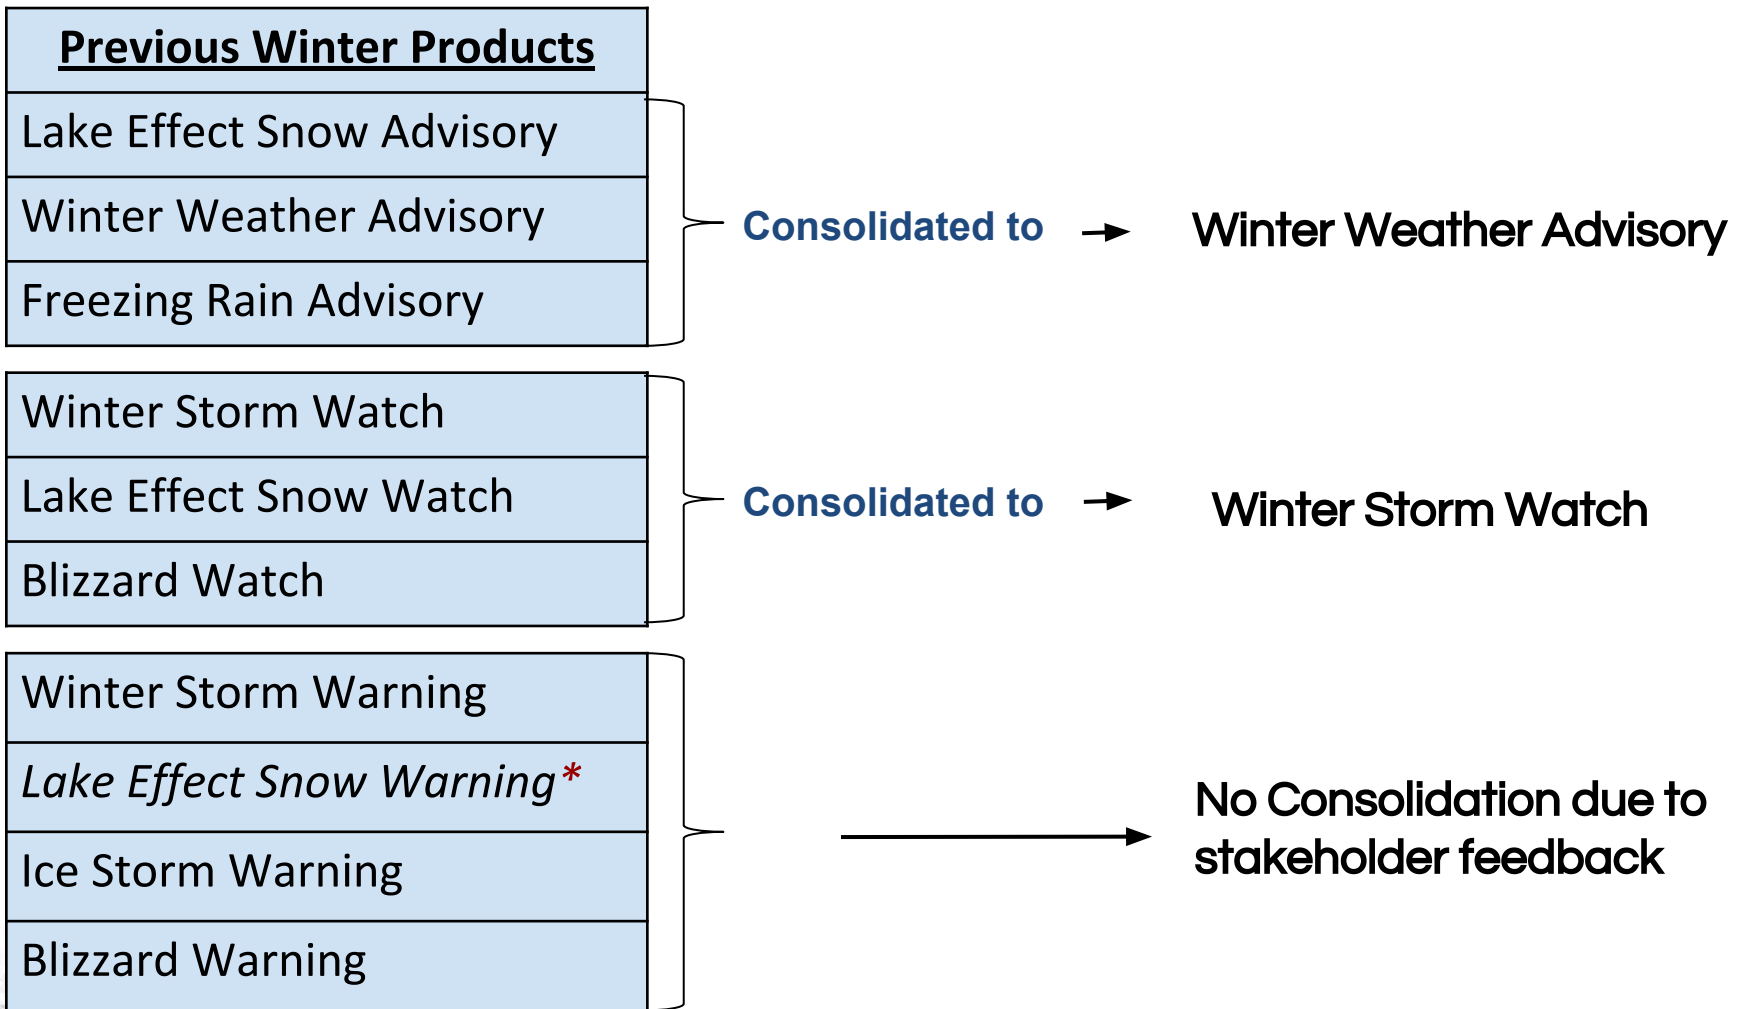 Previous Winter Products
Lake Effect Snow Advisory
Winter Weather Advisory
Freezing Rain Advisory
Consolidated to
Winter Weather Advisory
Winter Storm Watch
Lake Effect Snow Watch
Blizzard Watch
Consolidated to
Winter Storm Watch
Winter Storm Warning
Lake Effect Snow Warning*
Ice Storm Warning
Blizzard Warning
No Consolidation due to
stakeholder feedback